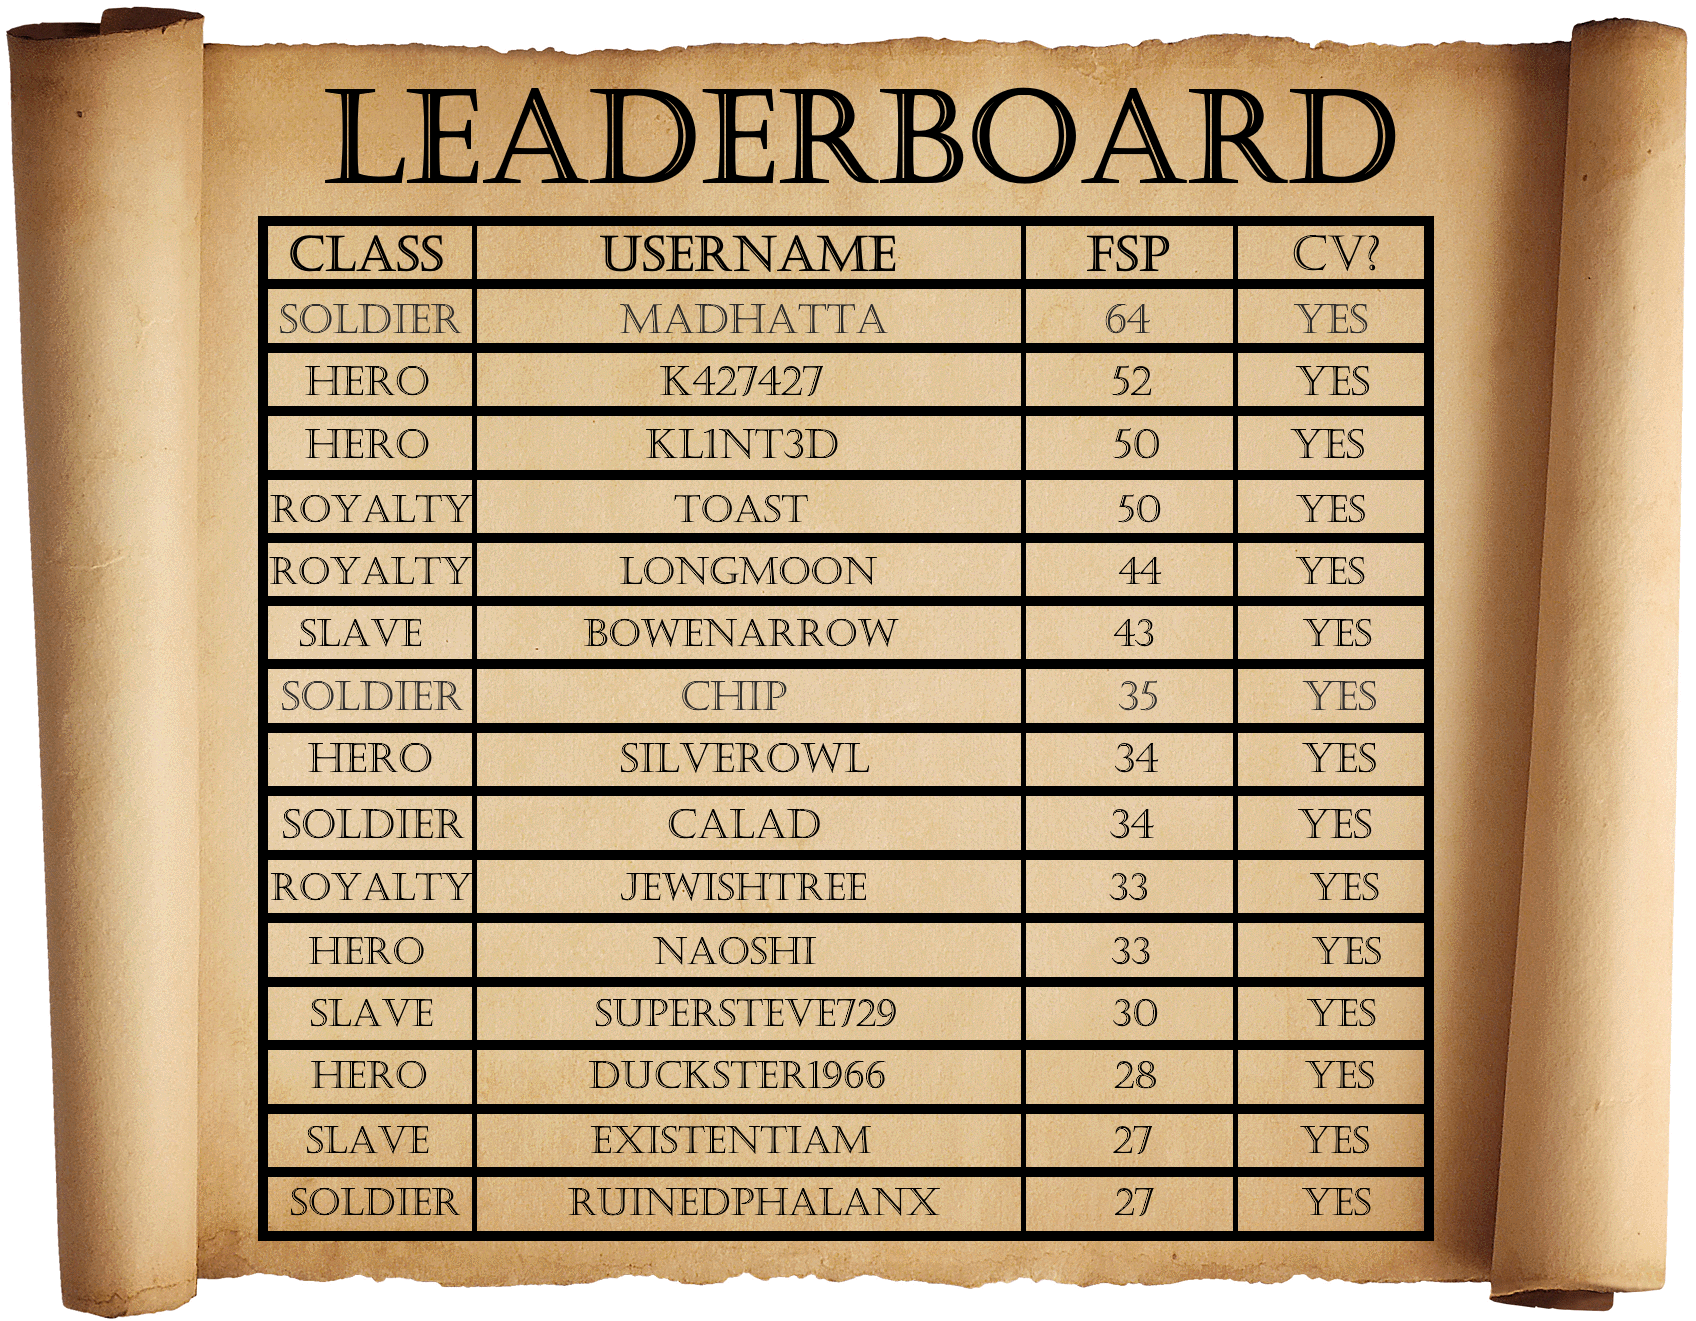 LEADERBOARD
CLASS USERNAME FSP CV?
SOLDIER MADHATTA 64 YES
HERO K427427 52 YES
HERO KL1NT3D 50 YES
ROYALTY TOAST 50 YES
ROYALTY LONGMOON 44 YES
SLAVE BOWENARROW 43 YES
SOLDIER CHIP 35 YES
HERO SILVEROWL 34 YES
SOLDIER CALAD 34 YES
ROYALTY JEWISHTREE 33 YES
HERO NAOSHI 33 YES
SLAVE SUPERSTEVE729 30 YES
HERO DUCKSTER1966 28 YES
SLAVE EXISTENTIAM 27 YES
SOLDIER RUINEDPHALANX 27 YES